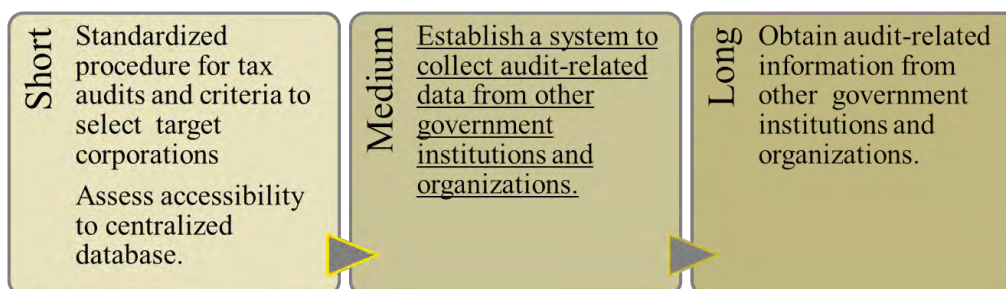 Short
Standardized
procedure for tax
audits and criteria to
select target
corporations
Assess accessibility
to centralized
database.
Medium
Establish a system to
collect audit-related
data from other
government
institutions and
organizations.
Long
Obtain audit-related
information from
other government
institutions and
organizations.